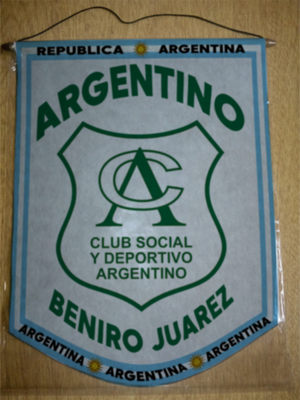 REPUBLICA ARGENTINA
ARGENTINO
CA
CLUB SOCIAL
Y DEPORTIVO
ARGENTINO
BENIRO JUAREZ
ARGENTINA ARGENTINA ARGENTINA